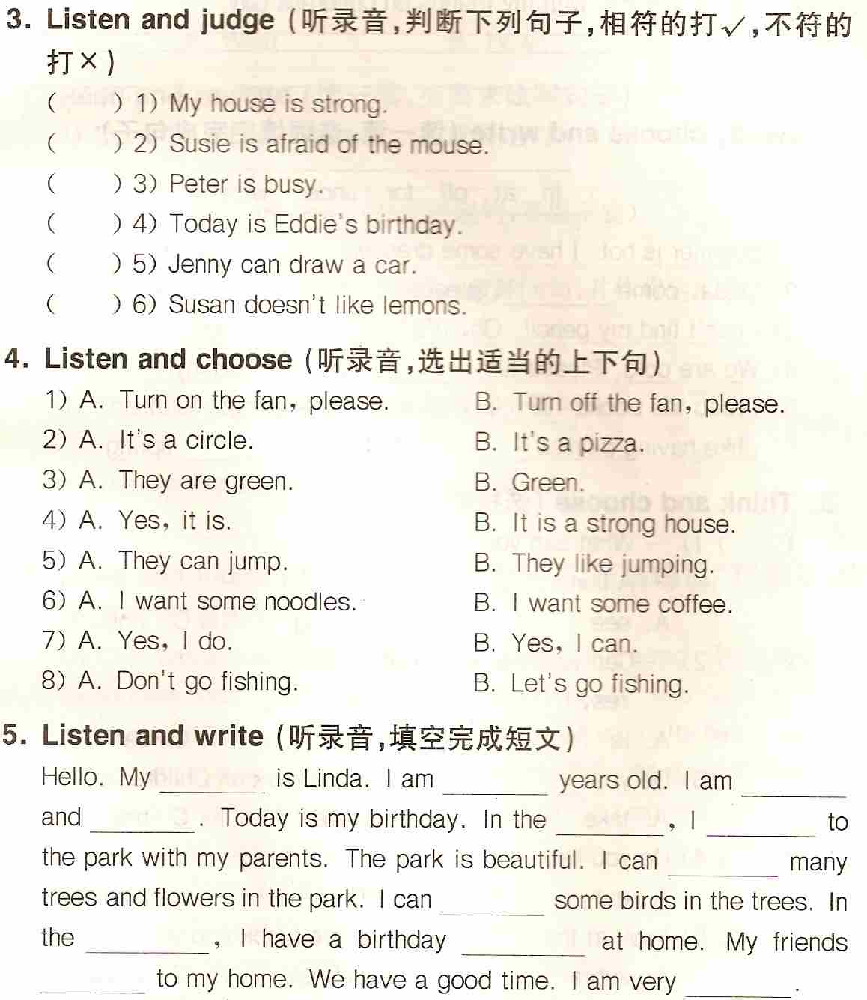 3. Listen and judge (听录音,判断下列句子,相符的打✓,不符的
打×)
(    ) 1) My house is strong.
(    ) 2) Susie is afraid of the mouse.
(    ) 3) Peter is busy.
(    ) 4) Today is Eddie's birthday.
(    ) 5) Jenny can draw a car.
(    ) 6) Susan doesn't like lemons.
4. Listen and choose (听录音,选出适当的上下句)
1) A. Turn on the fan, please. B. Turn off the fan, please.
2) A. It's a circle. B. It's a pizza.
3) A. They are green. B. Green.
4) A. Yes, it is. B. It is a strong house.
5) A. They can jump. B. They like jumping.
6) A. I want some noodles. B. I want some coffee.
7) A. Yes, I do. B. Yes, I can.
8) A. Don't go fishing. B. Let's go fishing.
5. Listen and write (听录音,填空完成短文)
Hello. My ________ is Linda. I am ________ years old. I am ________
and ________. Today is my birthday. In the ________, I ________ to
the park with my parents. The park is beautiful. I can ________ many
trees and flowers in the park. I can ________ some birds in the trees. In
the ________, I have a birthday ________ at home. My friends
________ to my home. We have a good time. I am very ________.